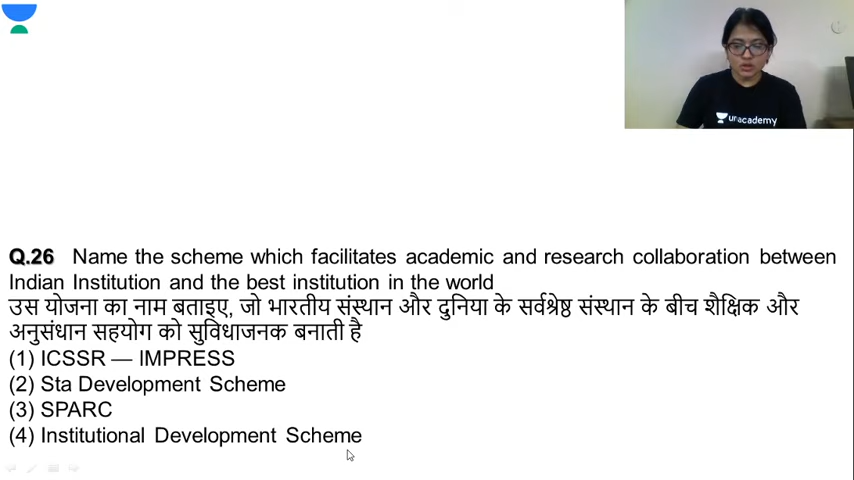 unacademy
Q.26 Name the scheme which facilitates academic and research collaboration between
Indian Institution and the best institution in the world
उस योजना का नाम बताइए, जो भारतीय संस्थान और दुनिया के सर्वश्रेष्ठ संस्थान के बीच शैक्षिक और
अनुसंधान सहयोग को सुविधाजनक बनाती है
(1) ICSSR — IMPRESS
(2) Sta Development Scheme
(3) SPARC
(4) Institutional Development Scheme